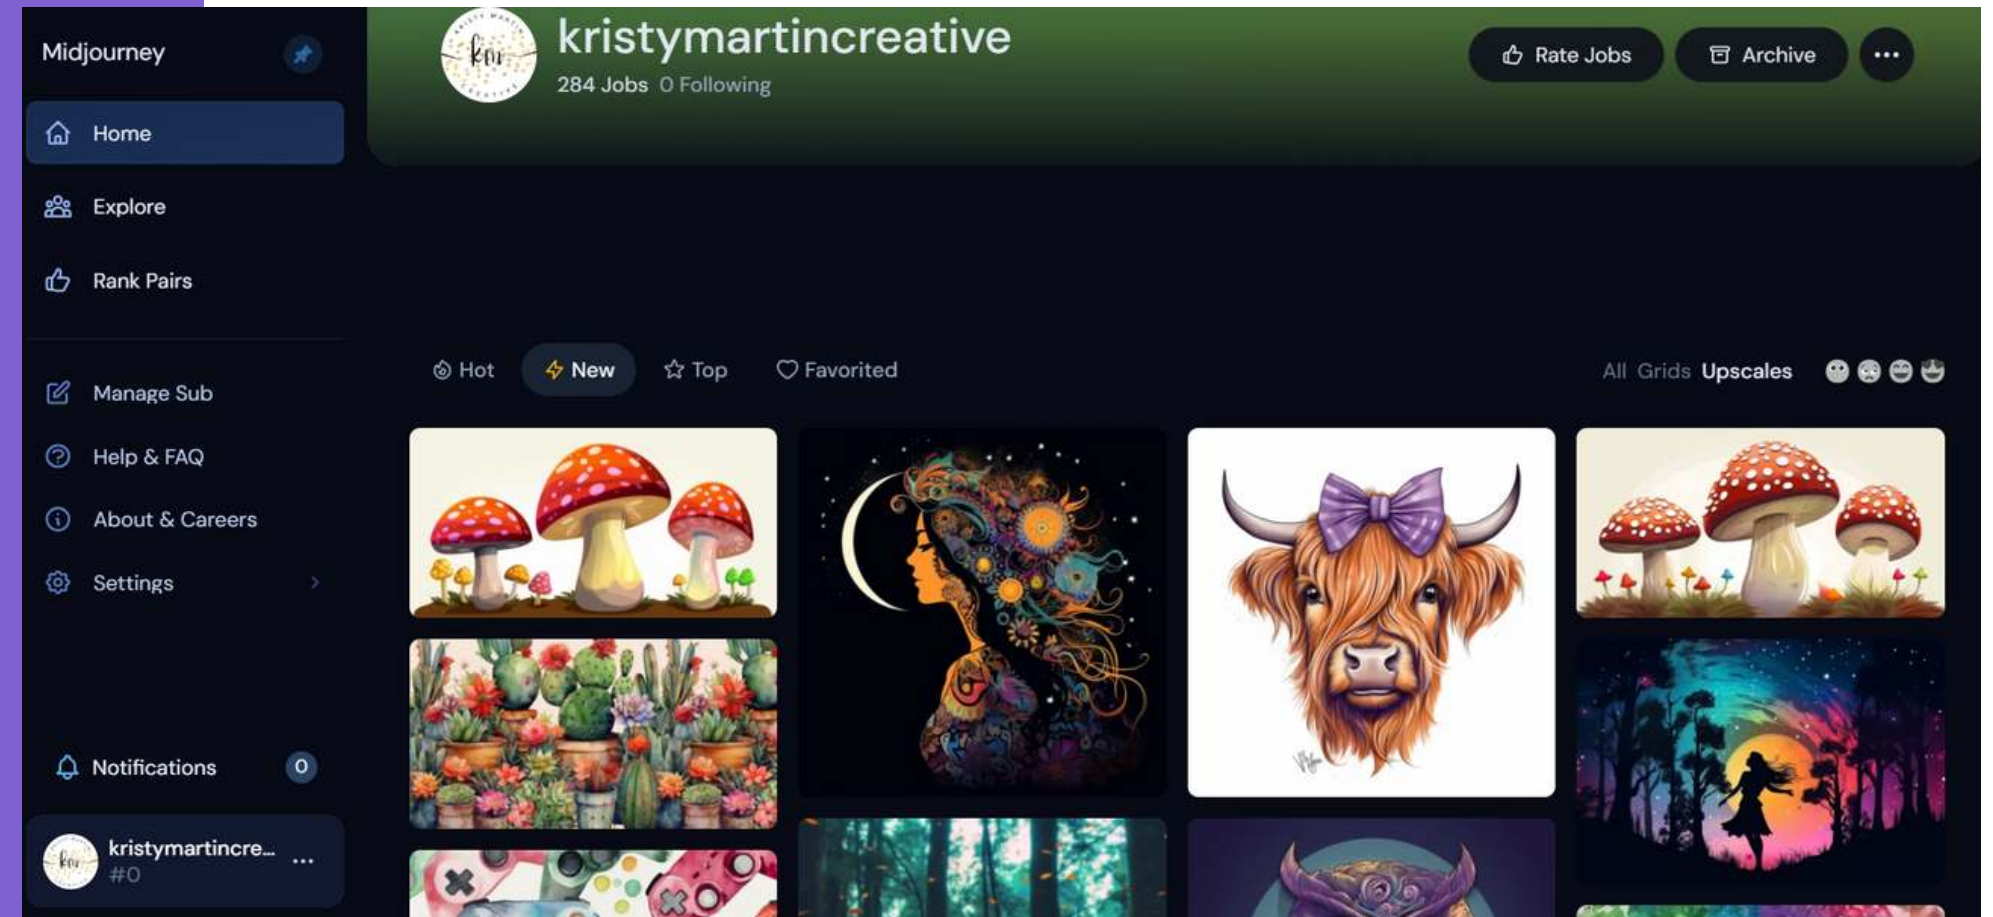 Midjourney
Home
Explore
Rank Pairs
Manage Sub
Help & FAQ
About & Careers
Settings
Notifications 0
kristymartincre...
#0
km
kristymartincreative
284 Jobs 0 Following
Rate Jobs
Archive
Hot
New
Top
Favorited
All Grids Upscales